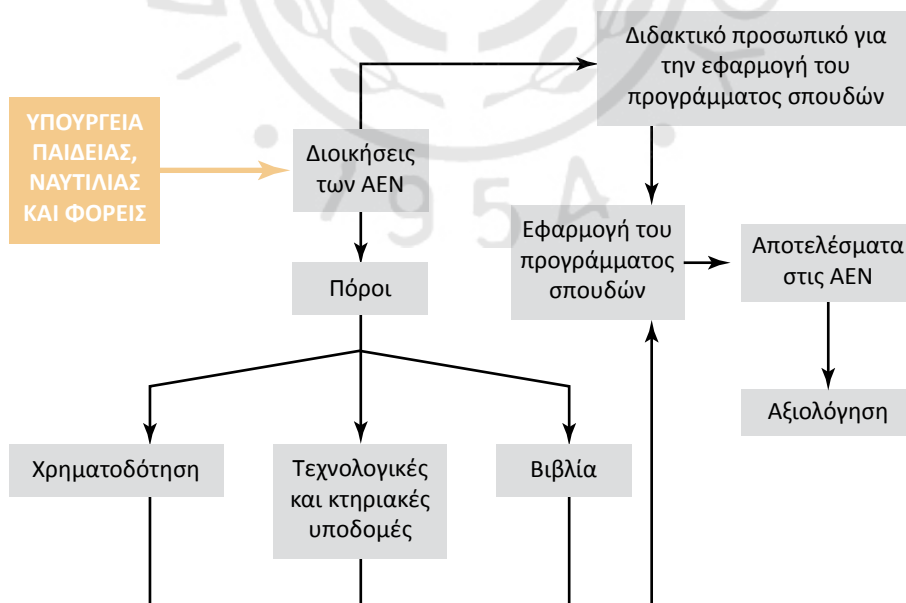 Διδακτικό προσωπικό για
την εφαρμογή του
προγράμματος σπουδών
ΥΠΟΥΡΓΕΙΑ
ΠΑΙΔΕΙΑΣ,
ΝΑΥΤΙΛΙΑΣ
ΚΑΙ ΦΟΡΕΙΣ
Διοικήσεις
των ΑΕΝ
1954
Εφαρμογή του
προγράμματος
σπουδών
Αποτελέσματα
στις ΑΕΝ
Πόροι
Αξιολόγηση
Χρηματοδότηση
Τεχνολογικές
και κτηριακές
υποδομές
Βιβλία